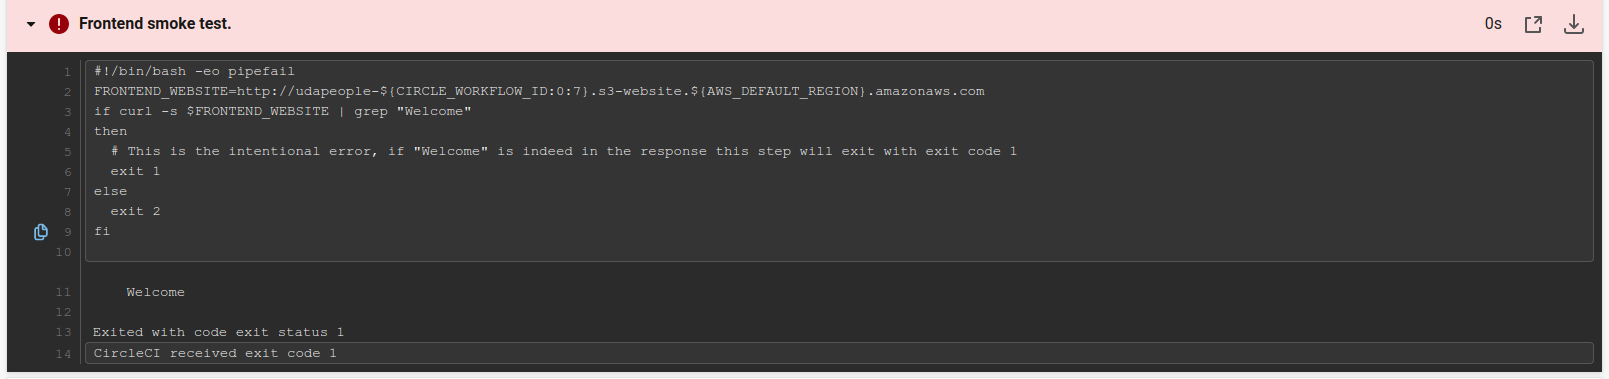 Frontend smoke test. 0s
1 #!/bin/bash -eo pipefail
2 FRONTEND_WEBSITE=http://udapeople-${CIRCLE_WORKFLOW_ID:0:7}.s3-website.${AWS_DEFAULT_REGION}.amazonaws.com
3 if curl -s $FRONTEND_WEBSITE | grep "Welcome"
4 then
5   # This is the intentional error, if "Welcome" is indeed in the response this step will exit with exit code 1
6   exit 1
7 else
8   exit 2
9 fi
10
11     Welcome
12
13 Exited with code exit status 1
14 CircleCI received exit code 1